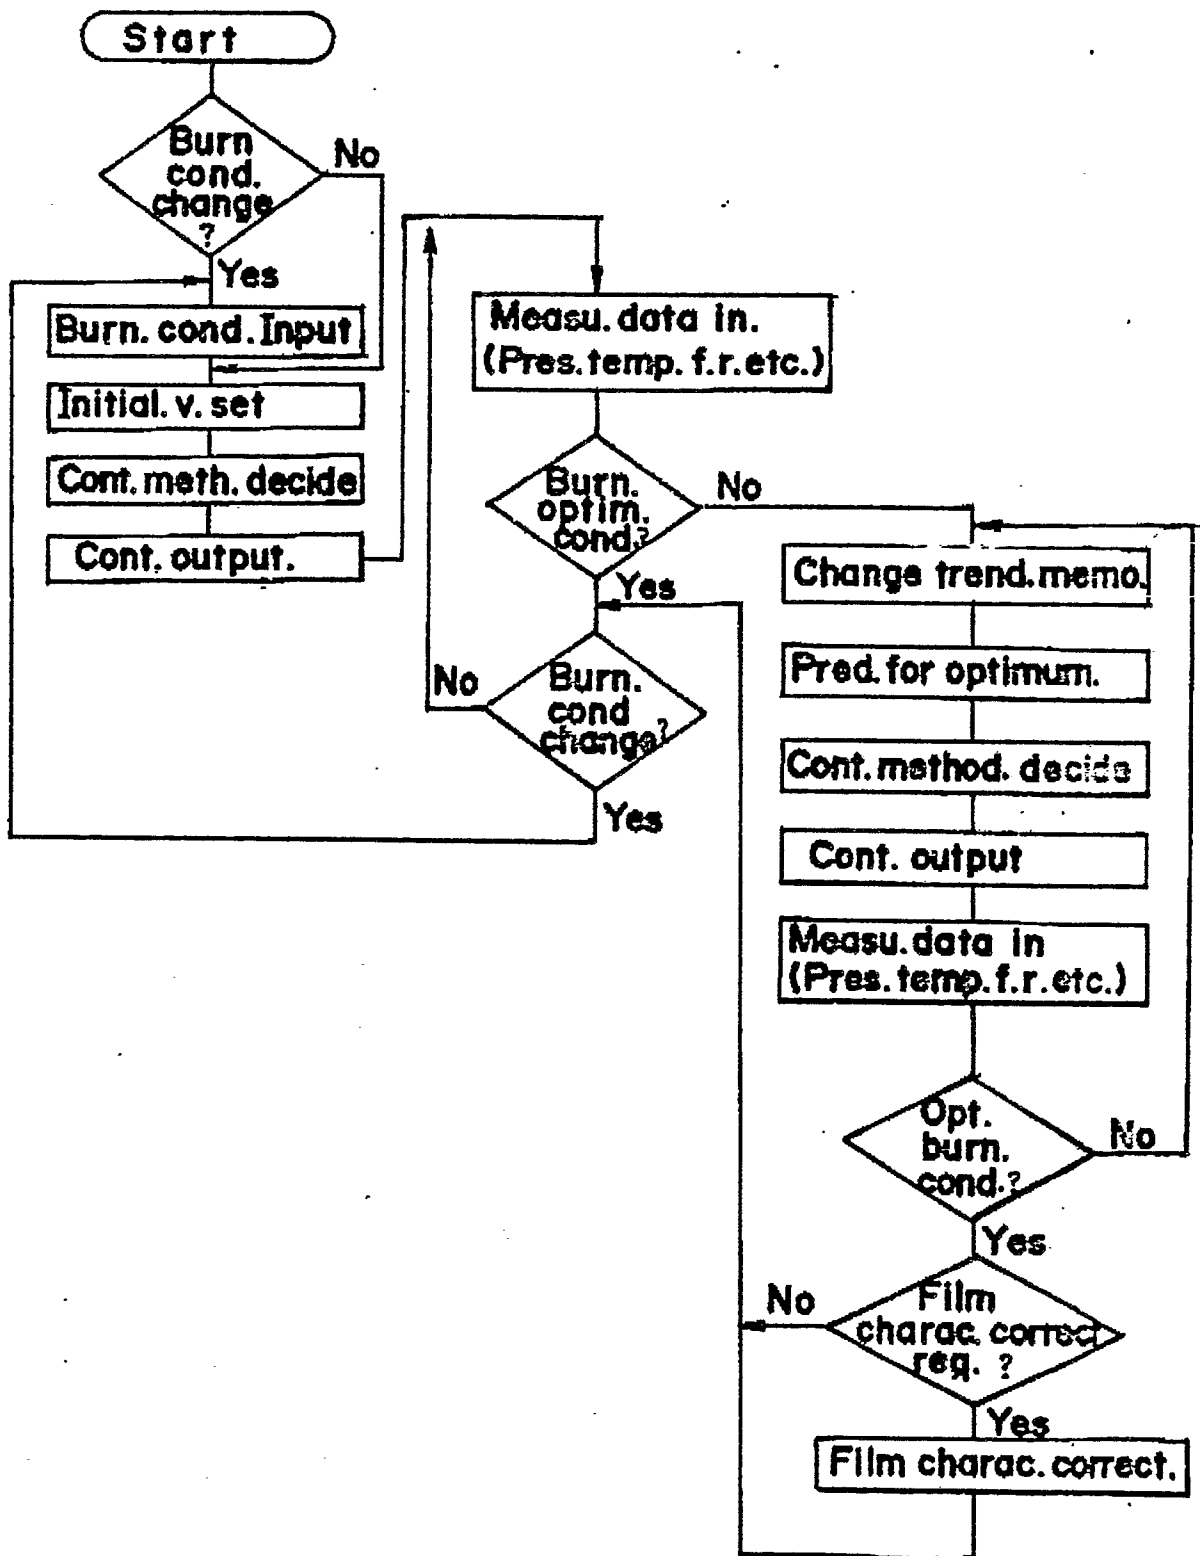 Start
Burn
cond.
change
?
No
Yes
Burn. cond. Input
Initial. v. set
Cont. meth. decide
Cont. output.
Measu. data in.
(Pres. temp. f. r. etc.)
Burn.
optim.
cond?
No
Yes
Burn.
cond
change?
No
Yes
Change trend. memo.
Pred. for optimum.
Cont. method. decide
Cont. output
Measu. data in
(Pres. temp. f. r. etc.)
Opt.
burn.
cond.?
No
Yes
Film
charac. correct
req. ?
No
Yes
Film charac. correct.